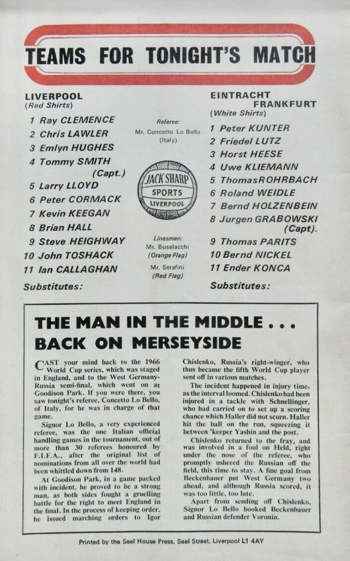 TEAMS FOR TONIGHT'S MATCH
LIVERPOOL
(Red Shirts)
1 Ray CLEMENCE
2 Chris LAWLER
3 Emlyn HUGHES
4 Tommy SMITH
(Capt.)
5 Larry LLOYD
6 Peter CORMACK
7 Kevin KEEGAN
8 Brian HALL
9 Steve HEIGHWAY
10 John TOSHACK
11 Ian CALLAGHAN
Substitutes:
Referee:
Mr. Concetto Lo Bello
(Italy)
JACK SHARP
SPORTS
LIVERPOOL
Linesmen:
Mr. Busalacchi
(Orange Flag)
Mr. Serafini
(Red Flag)
EINTRACHT
FRANKFURT
(White Shirts)
1 Peter KUNTER
2 Friedel LUTZ
3 Horst HEESE
4 Uwe KLIEMANN
5 Thomas ROHRBACH
6 Roland WEIDLE
7 Bernd HOLZENBEIN
8 Jurgen GRABOWSKI
(Capt).
9 Thomas PARITS
10 Bernd NICKEL
11 Ender KONCA
Substitutes:
THE MAN IN THE MIDDLE . . .
BACK ON MERSEYSIDE
CAST your mind back to the 1966
World Cup series, which was staged
in England, and to the West Germany-
Russia semi-final, which went on at
Goodison Park. If you were there, you
saw tonight's referee, Concetto Lo Bello,
of Italy, for he was in charge of that
game.
Signor Lo Bello, a very experienced
referee, was the one Italian official
handling games in the tournament, out of
more than 30 referees honoured by
F.I.F.A., after the original list of
nominations from all over the world had
been whittled down from 148.
At Goodison Park, in a game packed
with incident, he proved to be a strong
man, as both sides fought a gruelling
battle for the right to meet England in
the final. In the process of keeping order,
he issued marching orders to Igor
Chislenko, Russia's right-winger, who
thus became the fifth World Cup player
sent off in various matches.
The incident happened in injury time,
as the interval loomed. Chislenko had been
injured in a tackle with Schnellinger,
who had carried on to set up a scoring
chance which Haller did not scorn. Haller
hit the ball on the run, squeezing it
between 'keeper Yashin and the post.
Chislenko returned to the fray, and
was involved in a foul on Held, right
under the nose of the referee, who
promptly ushered the Russian off the
field, this time to stay. A fine goal from
Beckenbauer put West Germany two
ahead, and although Russia scored, it
was too little, too late.
Apart from sending off Chislenko,
Signor Lo Bello booked Beckenbauer
and Russian defender Voronin.
Printed by the Seel House Press, Seel Street, Liverpool L1 4AY